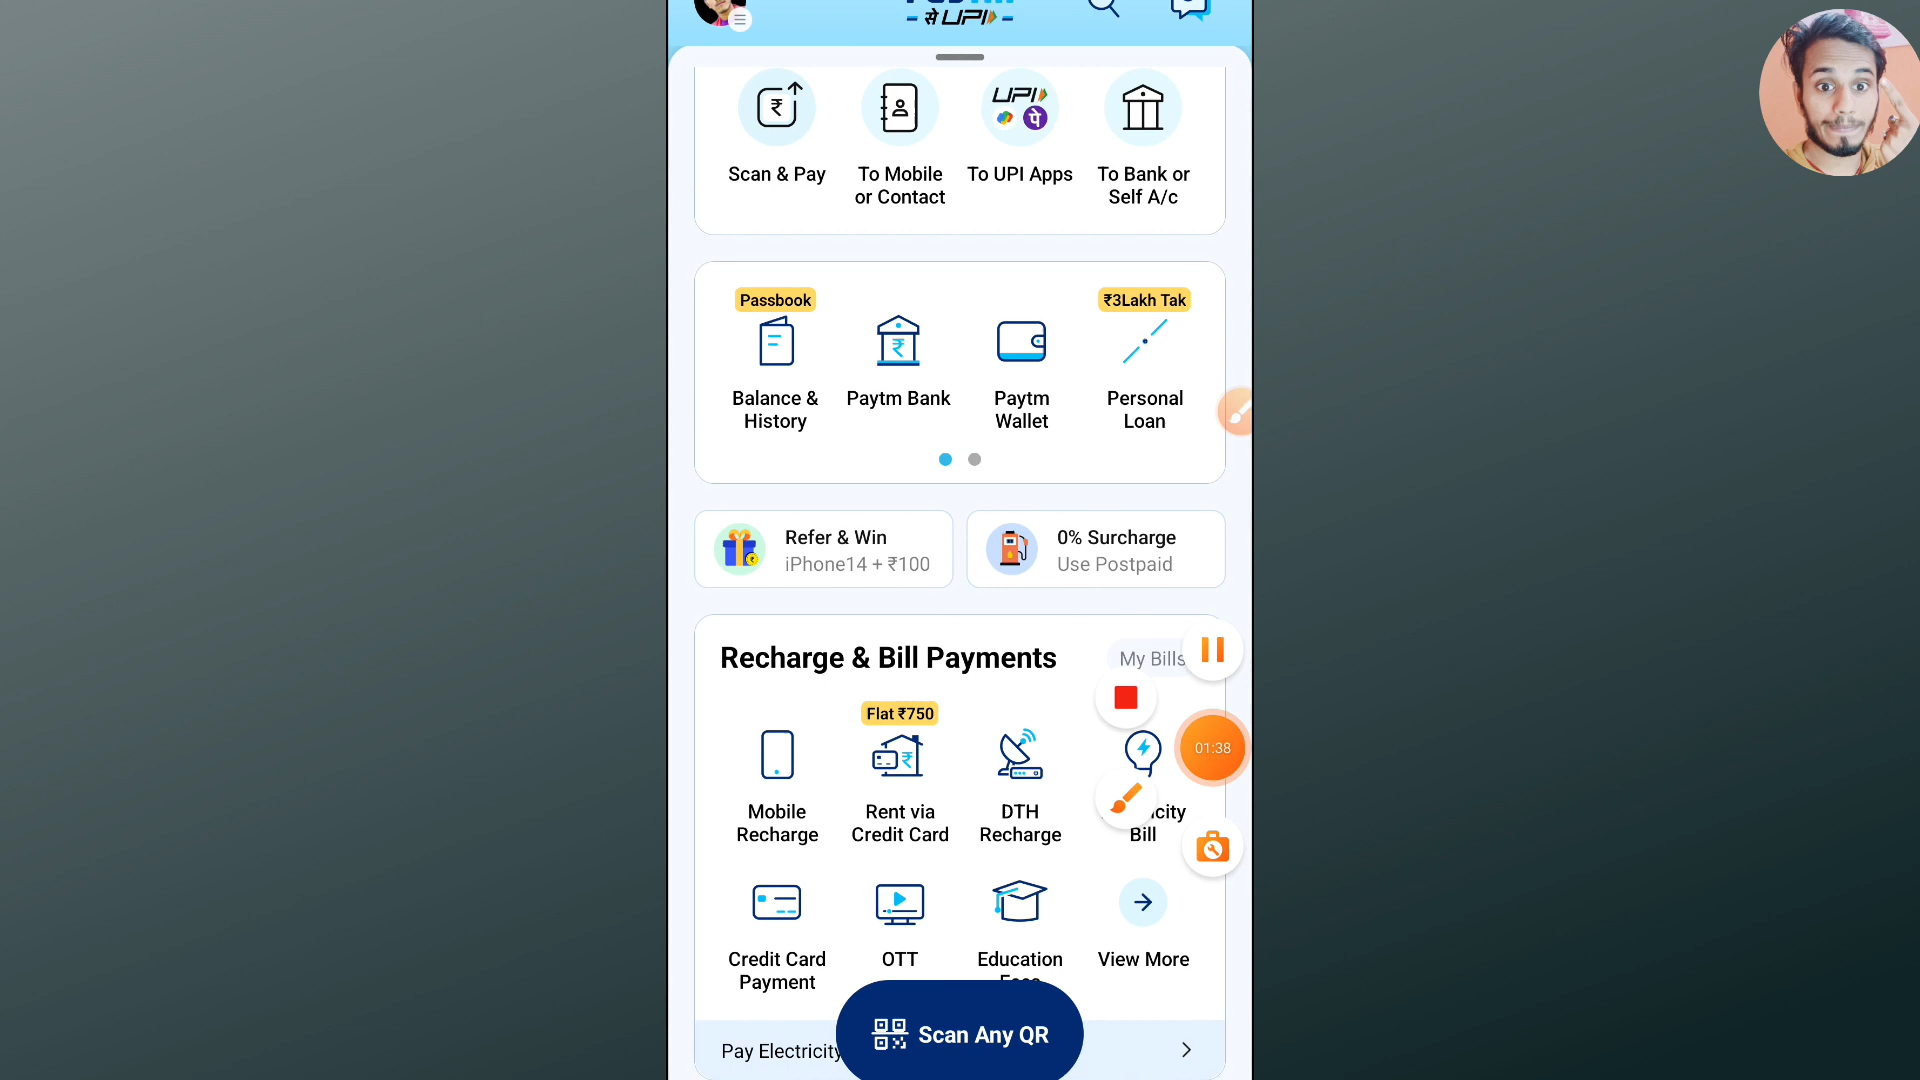 से UPI
UPI
पे
Scan & Pay
To Mobile
or Contact
To UPI Apps
To Bank or
Self A/c
Passbook
₹3Lakh Tak
Balance &
History
Paytm Bank
Paytm
Wallet
Personal
Loan
Refer & Win
iPhone14 + ₹100
0% Surcharge
Use Postpaid
Recharge & Bill Payments
My Bills
Flat ₹750
01:38
Mobile
Recharge
Rent via
Credit Card
DTH
Recharge
Bill
Credit Card
Payment
OTT
Education
View More
Scan Any QR
Pay Electricity